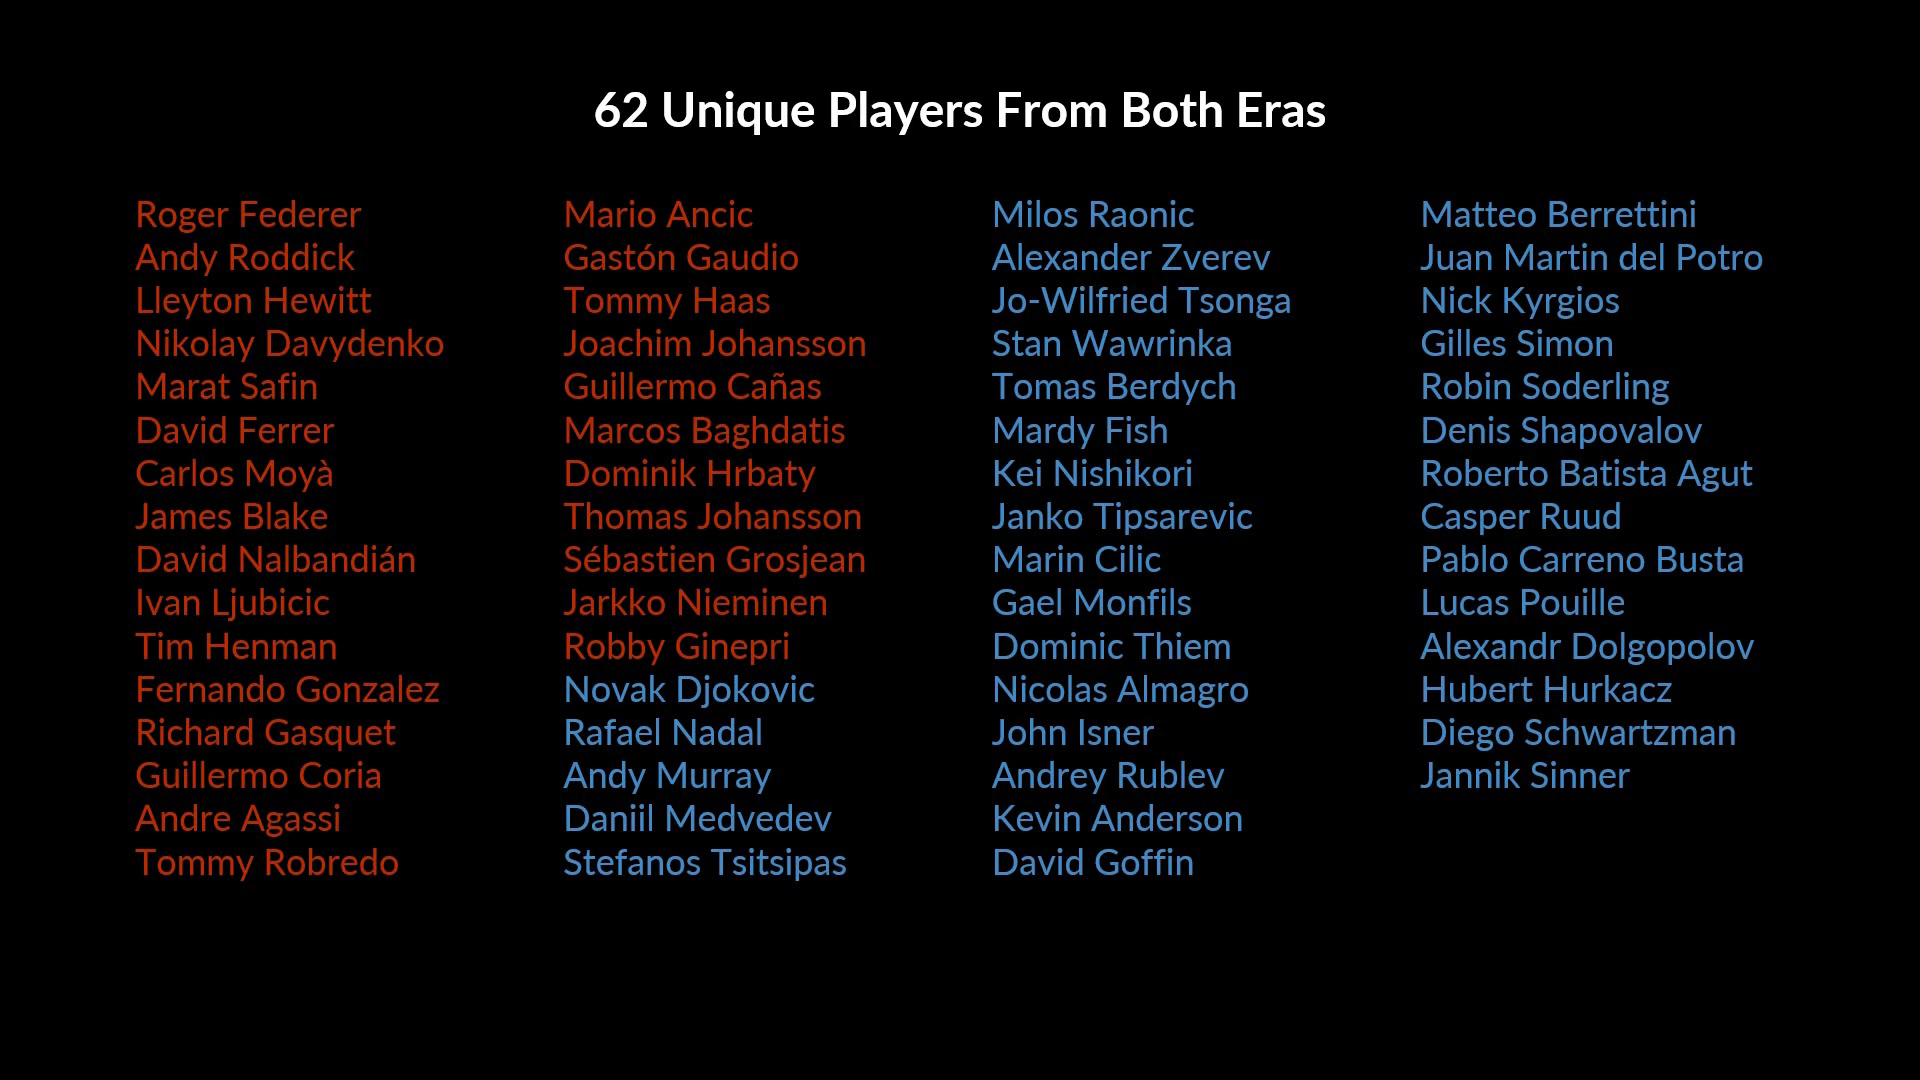 62 Unique Players From Both Eras
Roger Federer
Andy Roddick
Lleyton Hewitt
Nikolay Davydenko
Marat Safin
David Ferrer
Carlos Moyà
James Blake
David Nalbandián
Ivan Ljubicic
Tim Henman
Fernando Gonzalez
Richard Gasquet
Guillermo Coria
Andre Agassi
Tommy Robredo
Mario Ancic
Gastón Gaudio
Tommy Haas
Joachim Johansson
Guillermo Cañas
Marcos Baghdatis
Dominik Hrbaty
Thomas Johansson
Sébastien Grosjean
Jarkko Nieminen
Robby Ginepri
Novak Djokovic
Rafael Nadal
Andy Murray
Daniil Medvedev
Stefanos Tsitsipas
Milos Raonic
Alexander Zverev
Jo-Wilfried Tsonga
Stan Wawrinka
Tomas Berdych
Mardy Fish
Kei Nishikori
Janko Tipsarevic
Marin Cilic
Gael Monfils
Dominic Thiem
Nicolas Almagro
John Isner
Andrey Rublev
Kevin Anderson
David Goffin
Matteo Berrettini
Juan Martin del Potro
Nick Kyrgios
Gilles Simon
Robin Soderling
Denis Shapovalov
Roberto Batista Agut
Casper Ruud
Pablo Carreno Busta
Lucas Pouille
Alexandr Dolgopolov
Hubert Hurkacz
Diego Schwartzman
Jannik Sinner